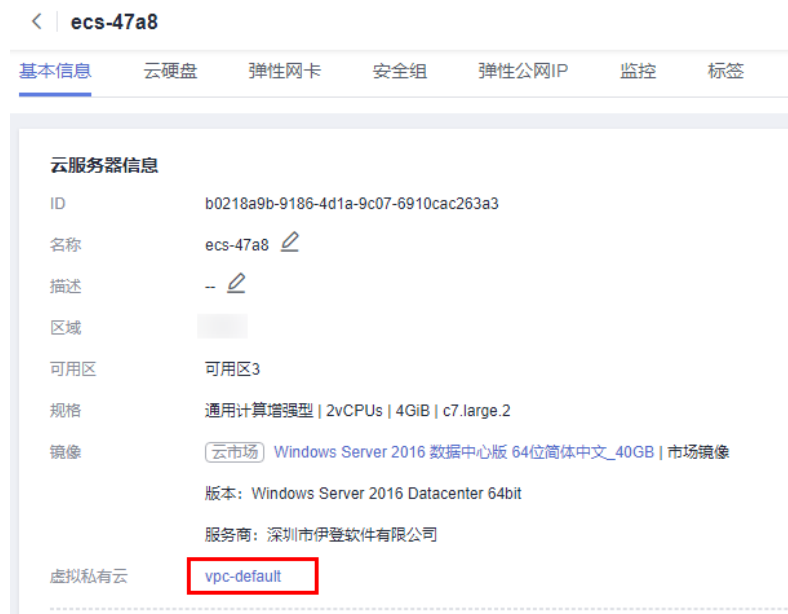 ecs-47a8
基本信息 云硬盘 弹性网卡 安全组 弹性公网IP 监控 标签
云服务器信息
ID b0218a9b-9186-4d1a-9c07-6910cac263a3
名称 ecs-47a8
描述 --
区域
可用区 可用区3
规格 通用计算增强型 | 2vCPUs | 4GiB | c7.large.2
镜像 云市场 Windows Server 2016 数据中心版 64位简体中文_40GB | 市场镜像
版本：Windows Server 2016 Datacenter 64bit
服务商：深圳市伊登软件有限公司
虚拟私有云 vpc-default